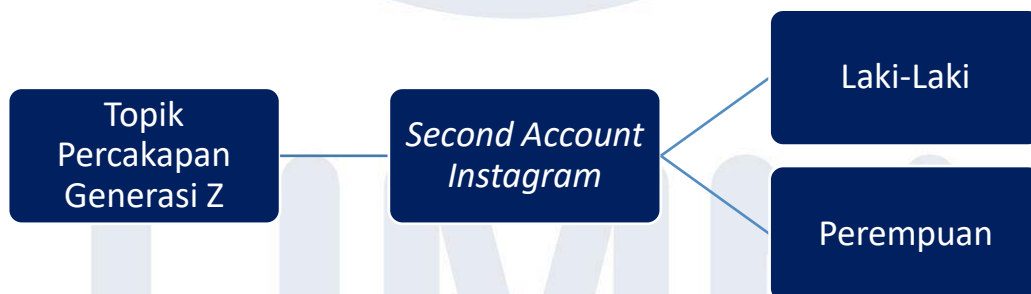 Topik
Percakapan
Generasi Z
Second Account
Instagram
Laki-Laki
Perempuan